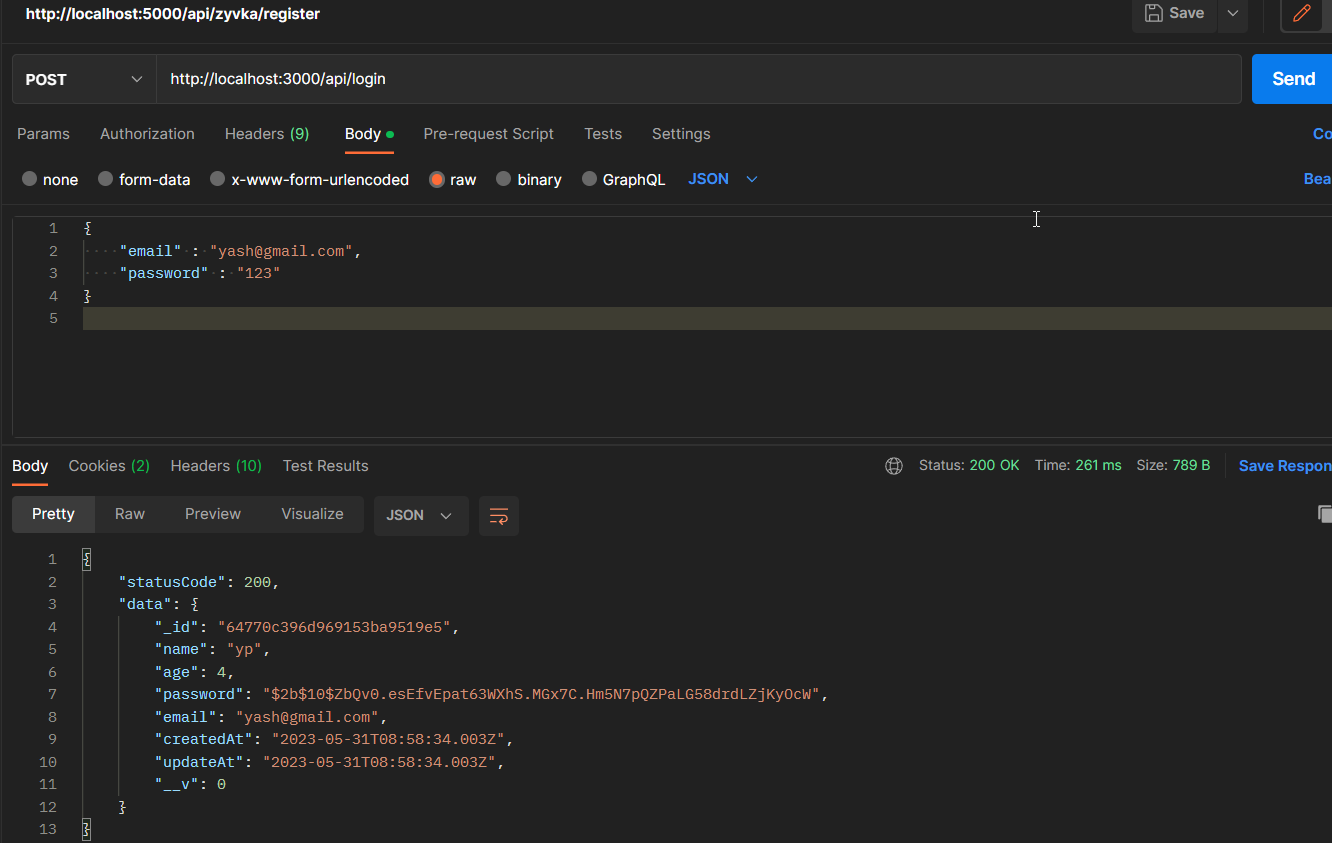 http://localhost:5000/api/zyvka/register Save
POST http://localhost:3000/api/login Send
Params Authorization Headers (9) Body Pre-request Script Tests Settings Co
none form-data x-www-form-urlencoded raw binary GraphQL JSON Bea
1 {
2 "email" : "yash@gmail.com",
3 "password" : "123"
4 }
5
Body Cookies (2) Headers (10) Test Results Status: 200 OK Time: 261 ms Size: 789 B Save Respon
Pretty Raw Preview Visualize JSON
1 {
2 "statusCode": 200,
3 "data": {
4 "_id": "64770c396d969153ba9519e5",
5 "name": "yp",
6 "age": 4,
7 "password": "$2b$10$ZbQv0.esEfvEpat63WXhS.MGx7C.Hm5N7pQZPaLG58drdLZjKyOcW",
8 "email": "yash@gmail.com",
9 "createdAt": "2023-05-31T08:58:34.003Z",
10 "updateAt": "2023-05-31T08:58:34.003Z",
11 "__v": 0
12 }
13 }